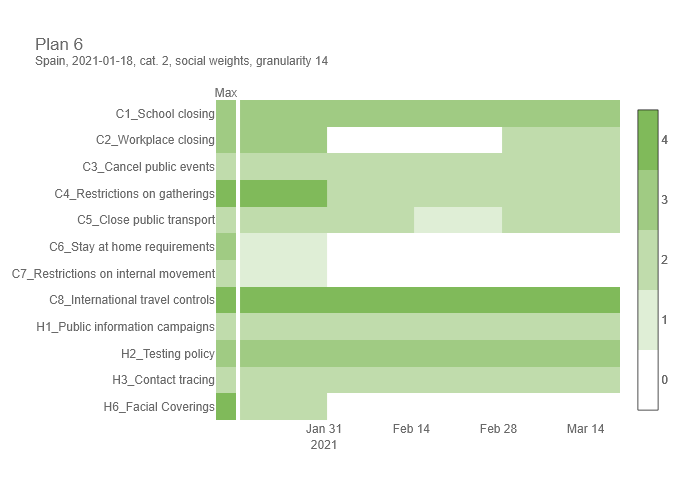 Plan 6
Spain, 2021-01-18, cat. 2, social weights, granularity 14
Max
C1_School closing
C2_Workplace closing
C3_Cancel public events
C4_Restrictions on gatherings
C5_Close public transport
C6_Stay at home requirements
C7_Restrictions on internal movement
C8_International travel controls
H1_Public information campaigns
H2_Testing policy
H3_Contact tracing
H6_Facial Coverings
Jan 31 Feb 14 Feb 28 Mar 14
2021
4
3
2
1
0